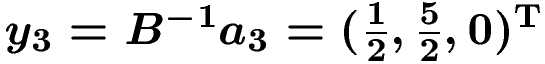 y₃ = B⁻¹a₃ = (1/2, 5/2, 0)ᵀ